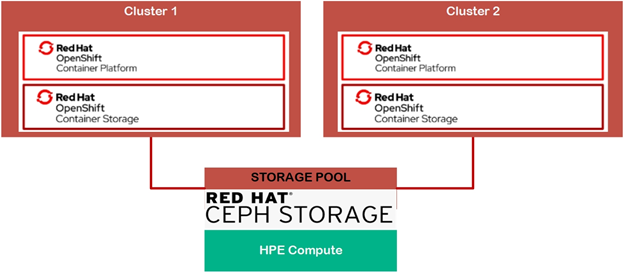 Cluster 1
Red Hat
OpenShift
Container Platform
Red Hat
OpenShift
Container Storage
Cluster 2
Red Hat
OpenShift
Container Platform
Red Hat
OpenShift
Container Storage
STORAGE POOL
RED HAT®
CEPH STORAGE
HPE Compute